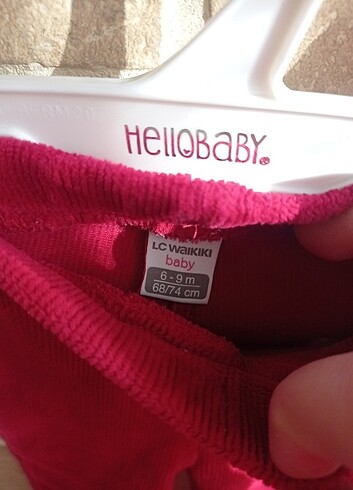 HelloBABY
LC WAIKIKI
baby
6 - 9 m
68/74 cm